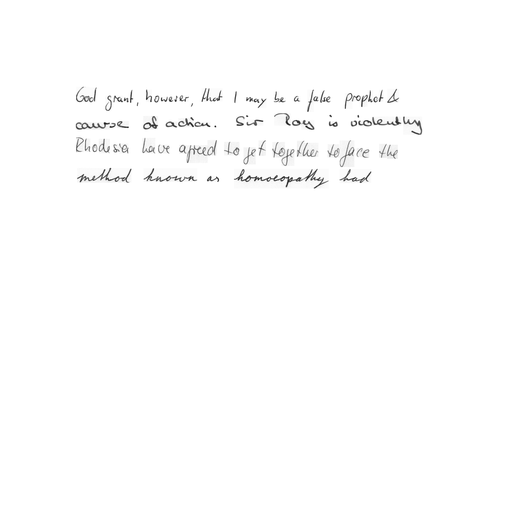 God grant, however, that I may be a false prophet &
course of action. Sir Roy is violently
Rhodesia have agreed to get together to face the
method known as homoeopathy had